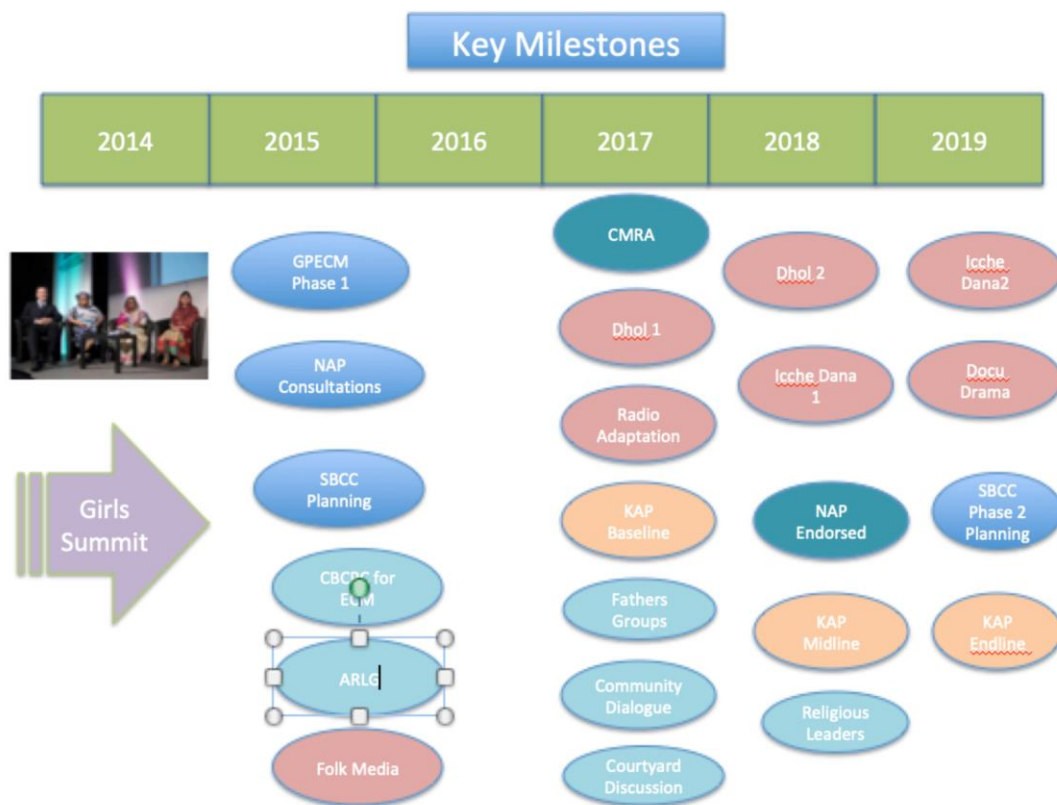 Key Milestones
2014
2015
2016
2017
2018
2019
Girls
Summit
GPECM
Phase 1
NAP
Consultations
SBCC
Planning
for
ARLG
Folk Media
CMRA
Dhol 1
Radio
Adaptation
KAP
Baseline
Fathers
Groups
Community
Dialogue
Courtyard
Discussion
Dhol 2
Icche Dana
1
NAP
Endorsed
KAP
Midline
Religious
Leaders
Icche
Dana2
Docu
Drama
SBCC
Phase 2
Planning
KAP
Endline